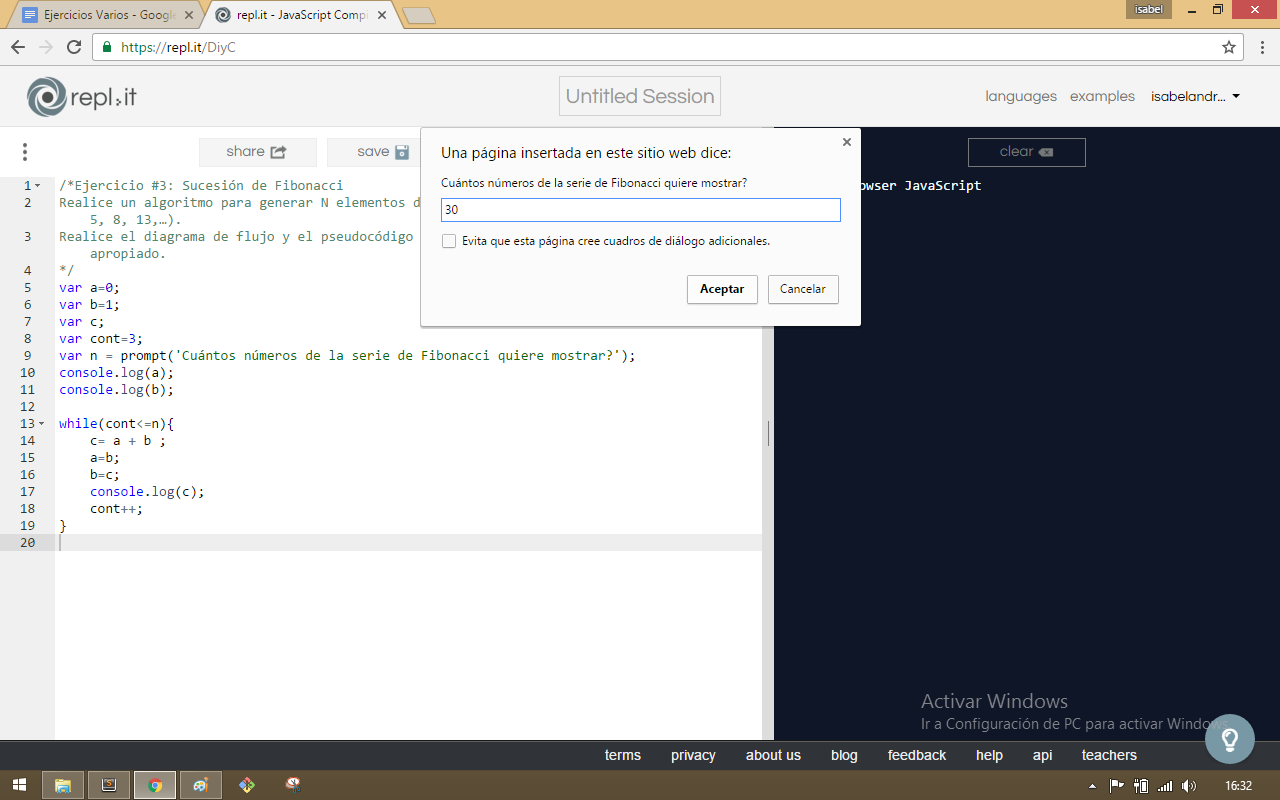 Ejercicios Varios - Googl
repl.it - JavaScript Comp
isabel
https://repl.it/DiyC
repl.it
Untitled Session
languages
examples
isabelandr...
share
save
clear
Una página insertada en este sitio web dice:
Cuántos números de la serie de Fibonacci quiere mostrar?
30
Evita que esta página cree cuadros de diálogo adicionales.
Aceptar
Cancelar
owser JavaScript
1 /*Ejercicio #3: Sucesión de Fibonacci
2 Realice un algoritmo para generar N elementos d
5, 8, 13,…).
3 Realice el diagrama de flujo y el pseudocódigo
apropiado.
4 */
5 var a=0;
6 var b=1;
7 var c;
8 var cont=3;
9 var n = prompt('Cuántos números de la serie de Fibonacci quiere mostrar?');
10 console.log(a);
11 console.log(b);
12
13 while(cont<=n){
14 c= a + b ;
15 a=b;
16 b=c;
17 console.log(c);
18 cont++;
19 }
20
Activar Windows
Ir a Configuración de PC para activar Windows.
terms
privacy
about us
blog
feedback
help
api
teachers
16:32